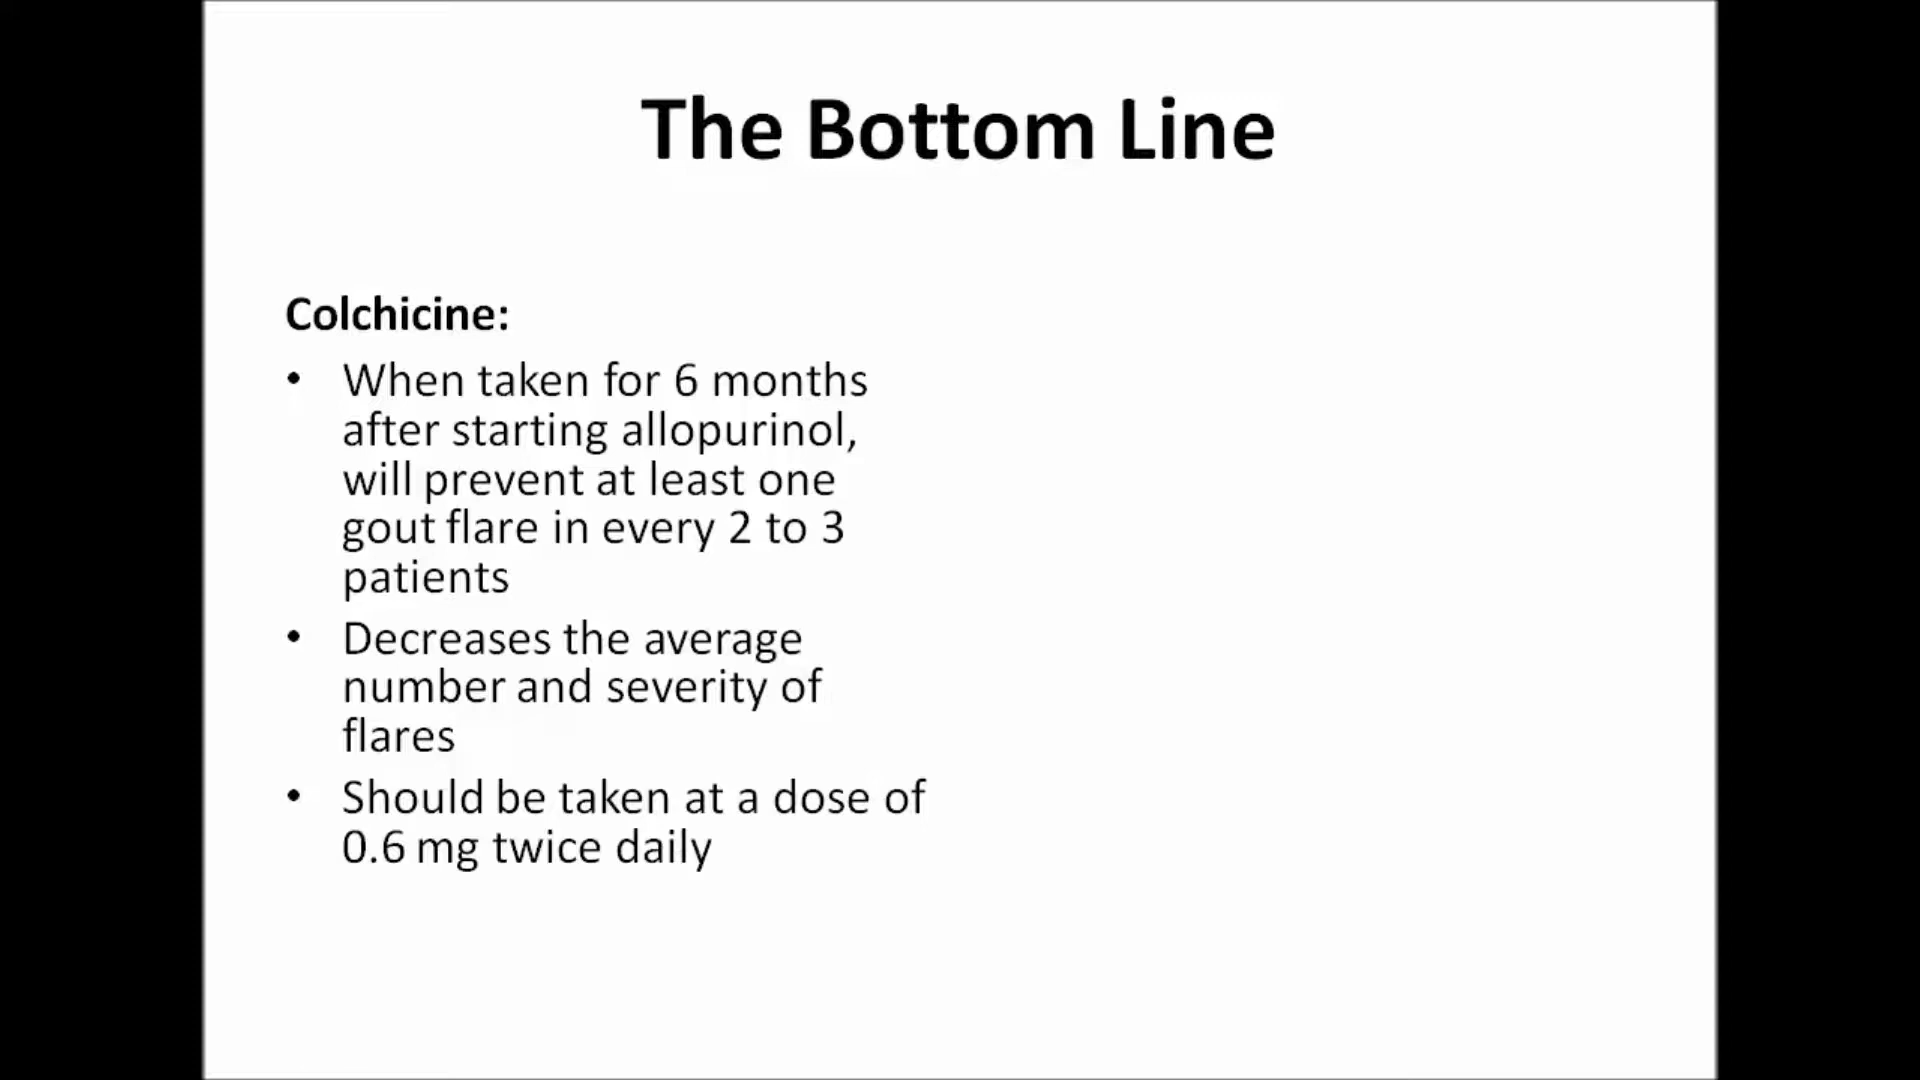 The Bottom Line
Colchicine:
• When taken for 6 months
after starting allopurinol,
will prevent at least one
gout flare in every 2 to 3
patients
• Decreases the average
number and severity of
flares
• Should be taken at a dose of
0.6 mg twice daily